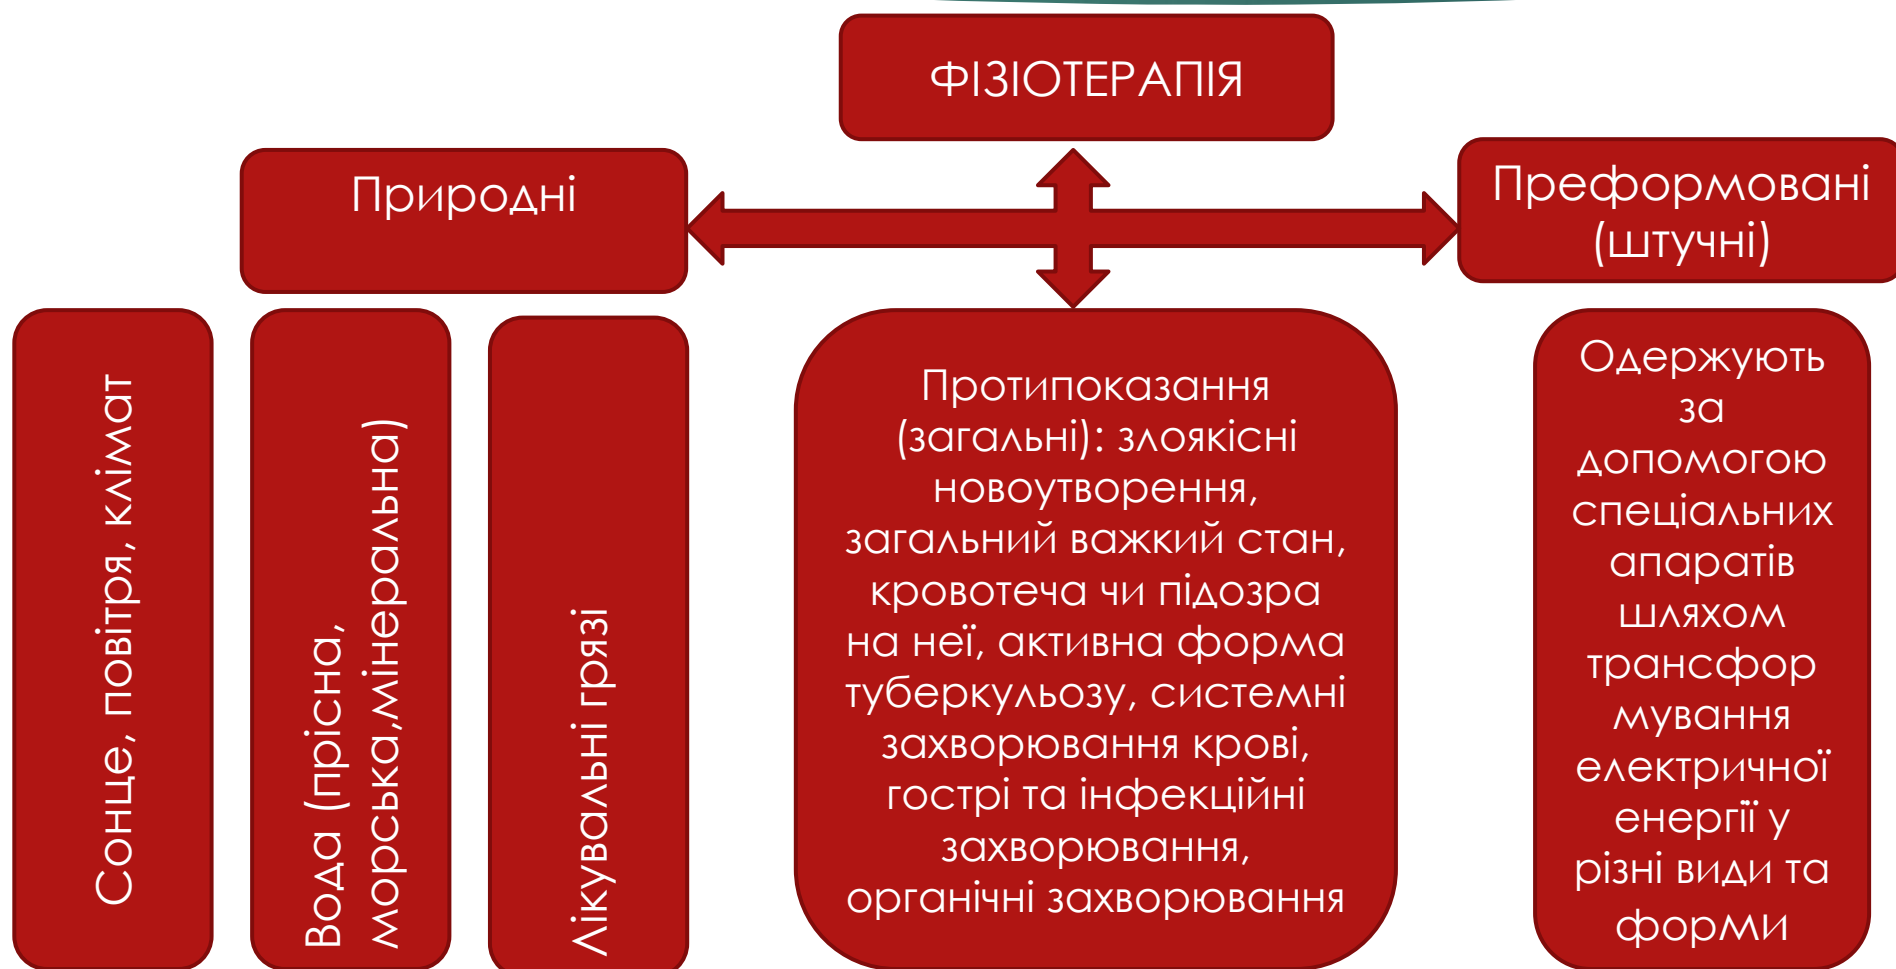 ФІЗІОТЕРАПІЯ
Природні
Преформовані
(штучні)
Сонце, повітря, клімат
Вода (прісна,
морська,мінеральна)
Лікувальні грязі
Протипоказання
(загальні): злоякісні
новоутворення,
загальний важкий стан,
кровотеча чи підозра
на неї, активна форма
туберкульозу, системні
захворювання крові,
гострі та інфекційні
захворювання,
органічні захворювання
Одержують
за
допомогою
спеціальних
апаратів
шляхом
трансфор
мування
електричної
енергії у
різні види та
форми